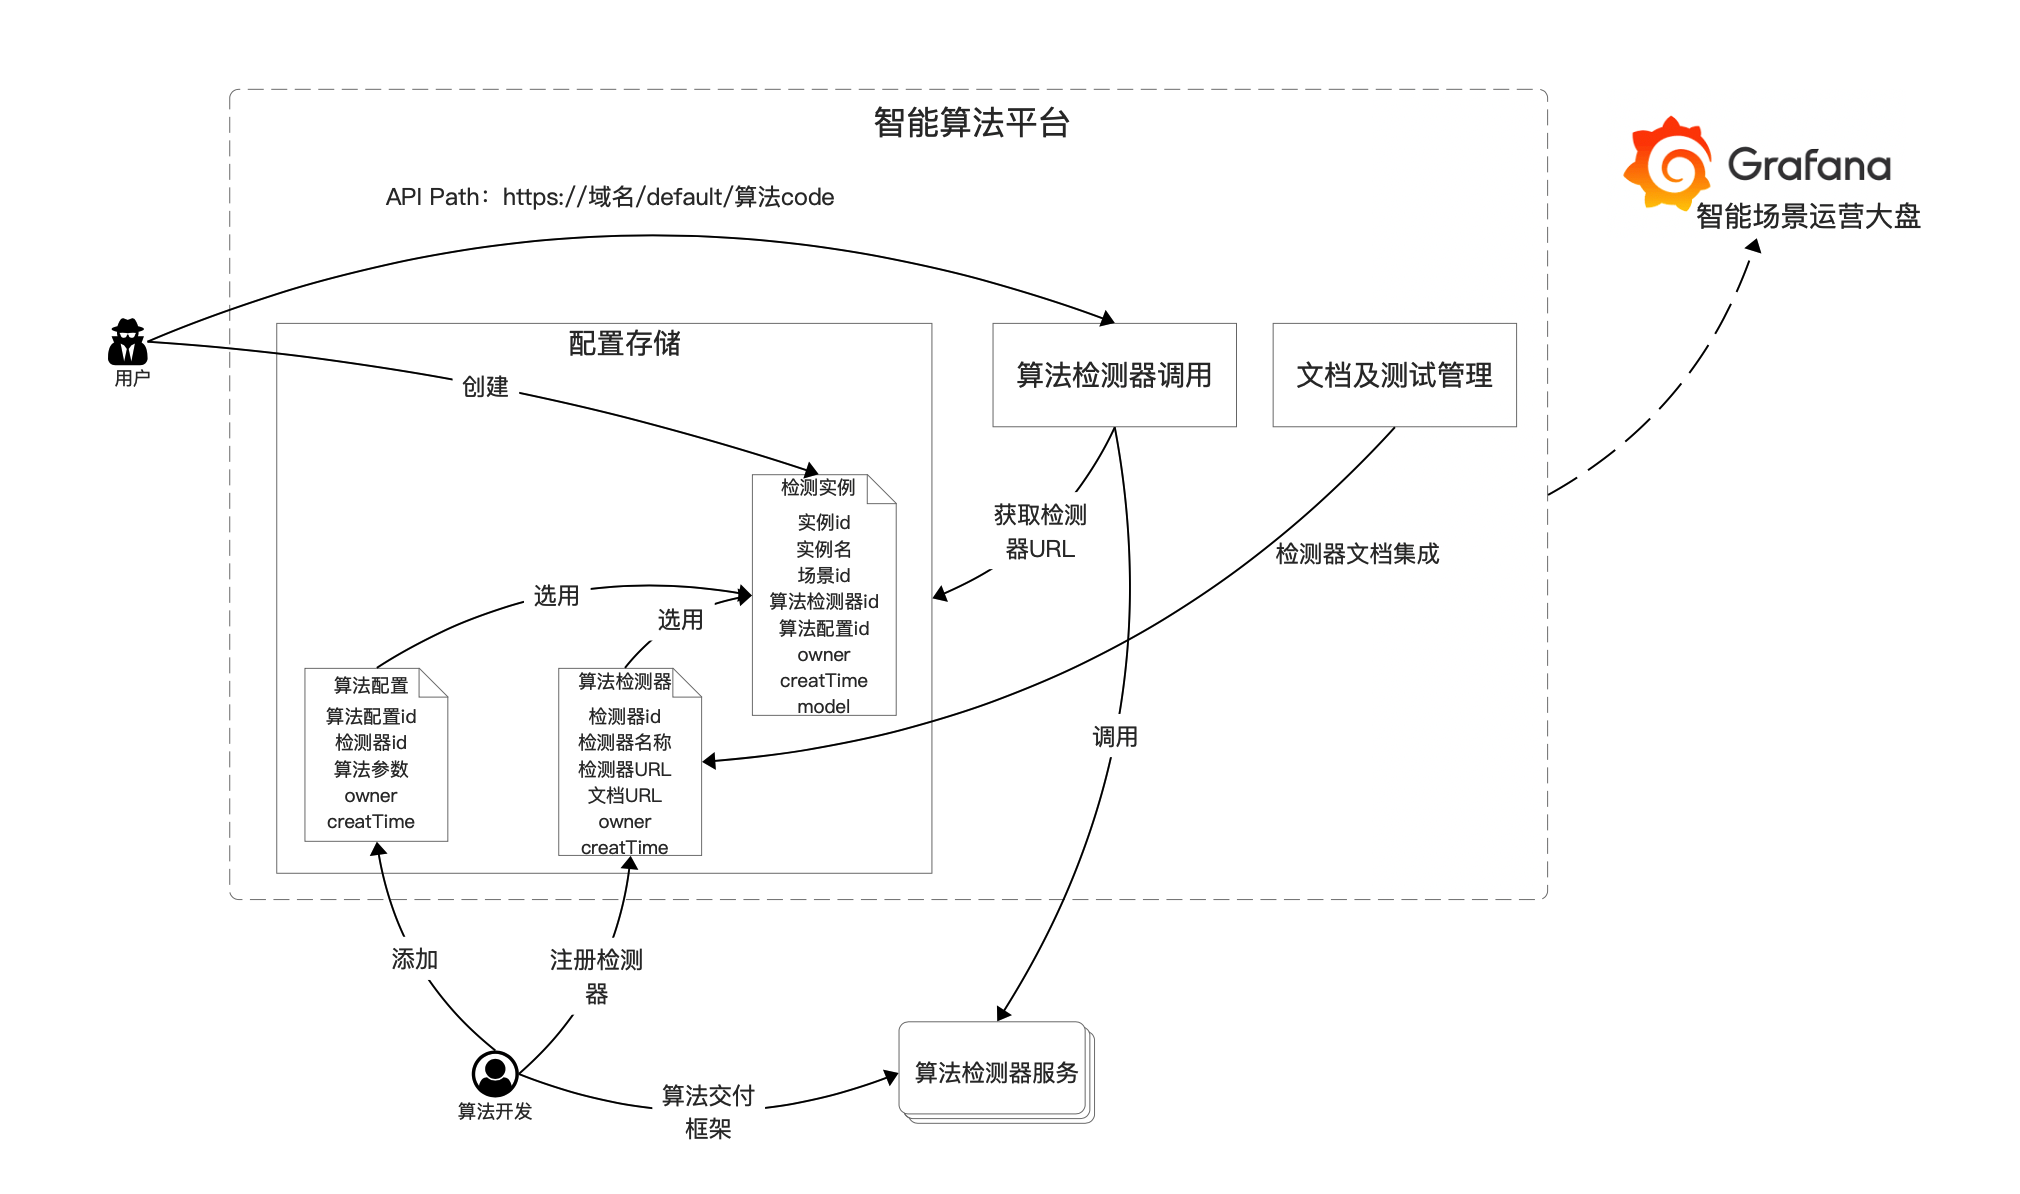 智能算法平台
Grafana
智能场景运营大盘
API Path：https://域名/default/算法code
用户
配置存储
创建
算法检测器调用
文档及测试管理
检测实例
实例id
实例名
场景id
算法检测器id
算法配置id
owner
creatTime
model
获取检测
器URL
检测器文档集成
选用
选用
算法配置
算法配置id
检测器id
算法参数
owner
creatTime
算法检测器
检测器id
检测器名称
检测器URL
文档URL
owner
creatTime
调用
添加
注册检测
器
算法开发
算法交付
框架
算法检测器服务